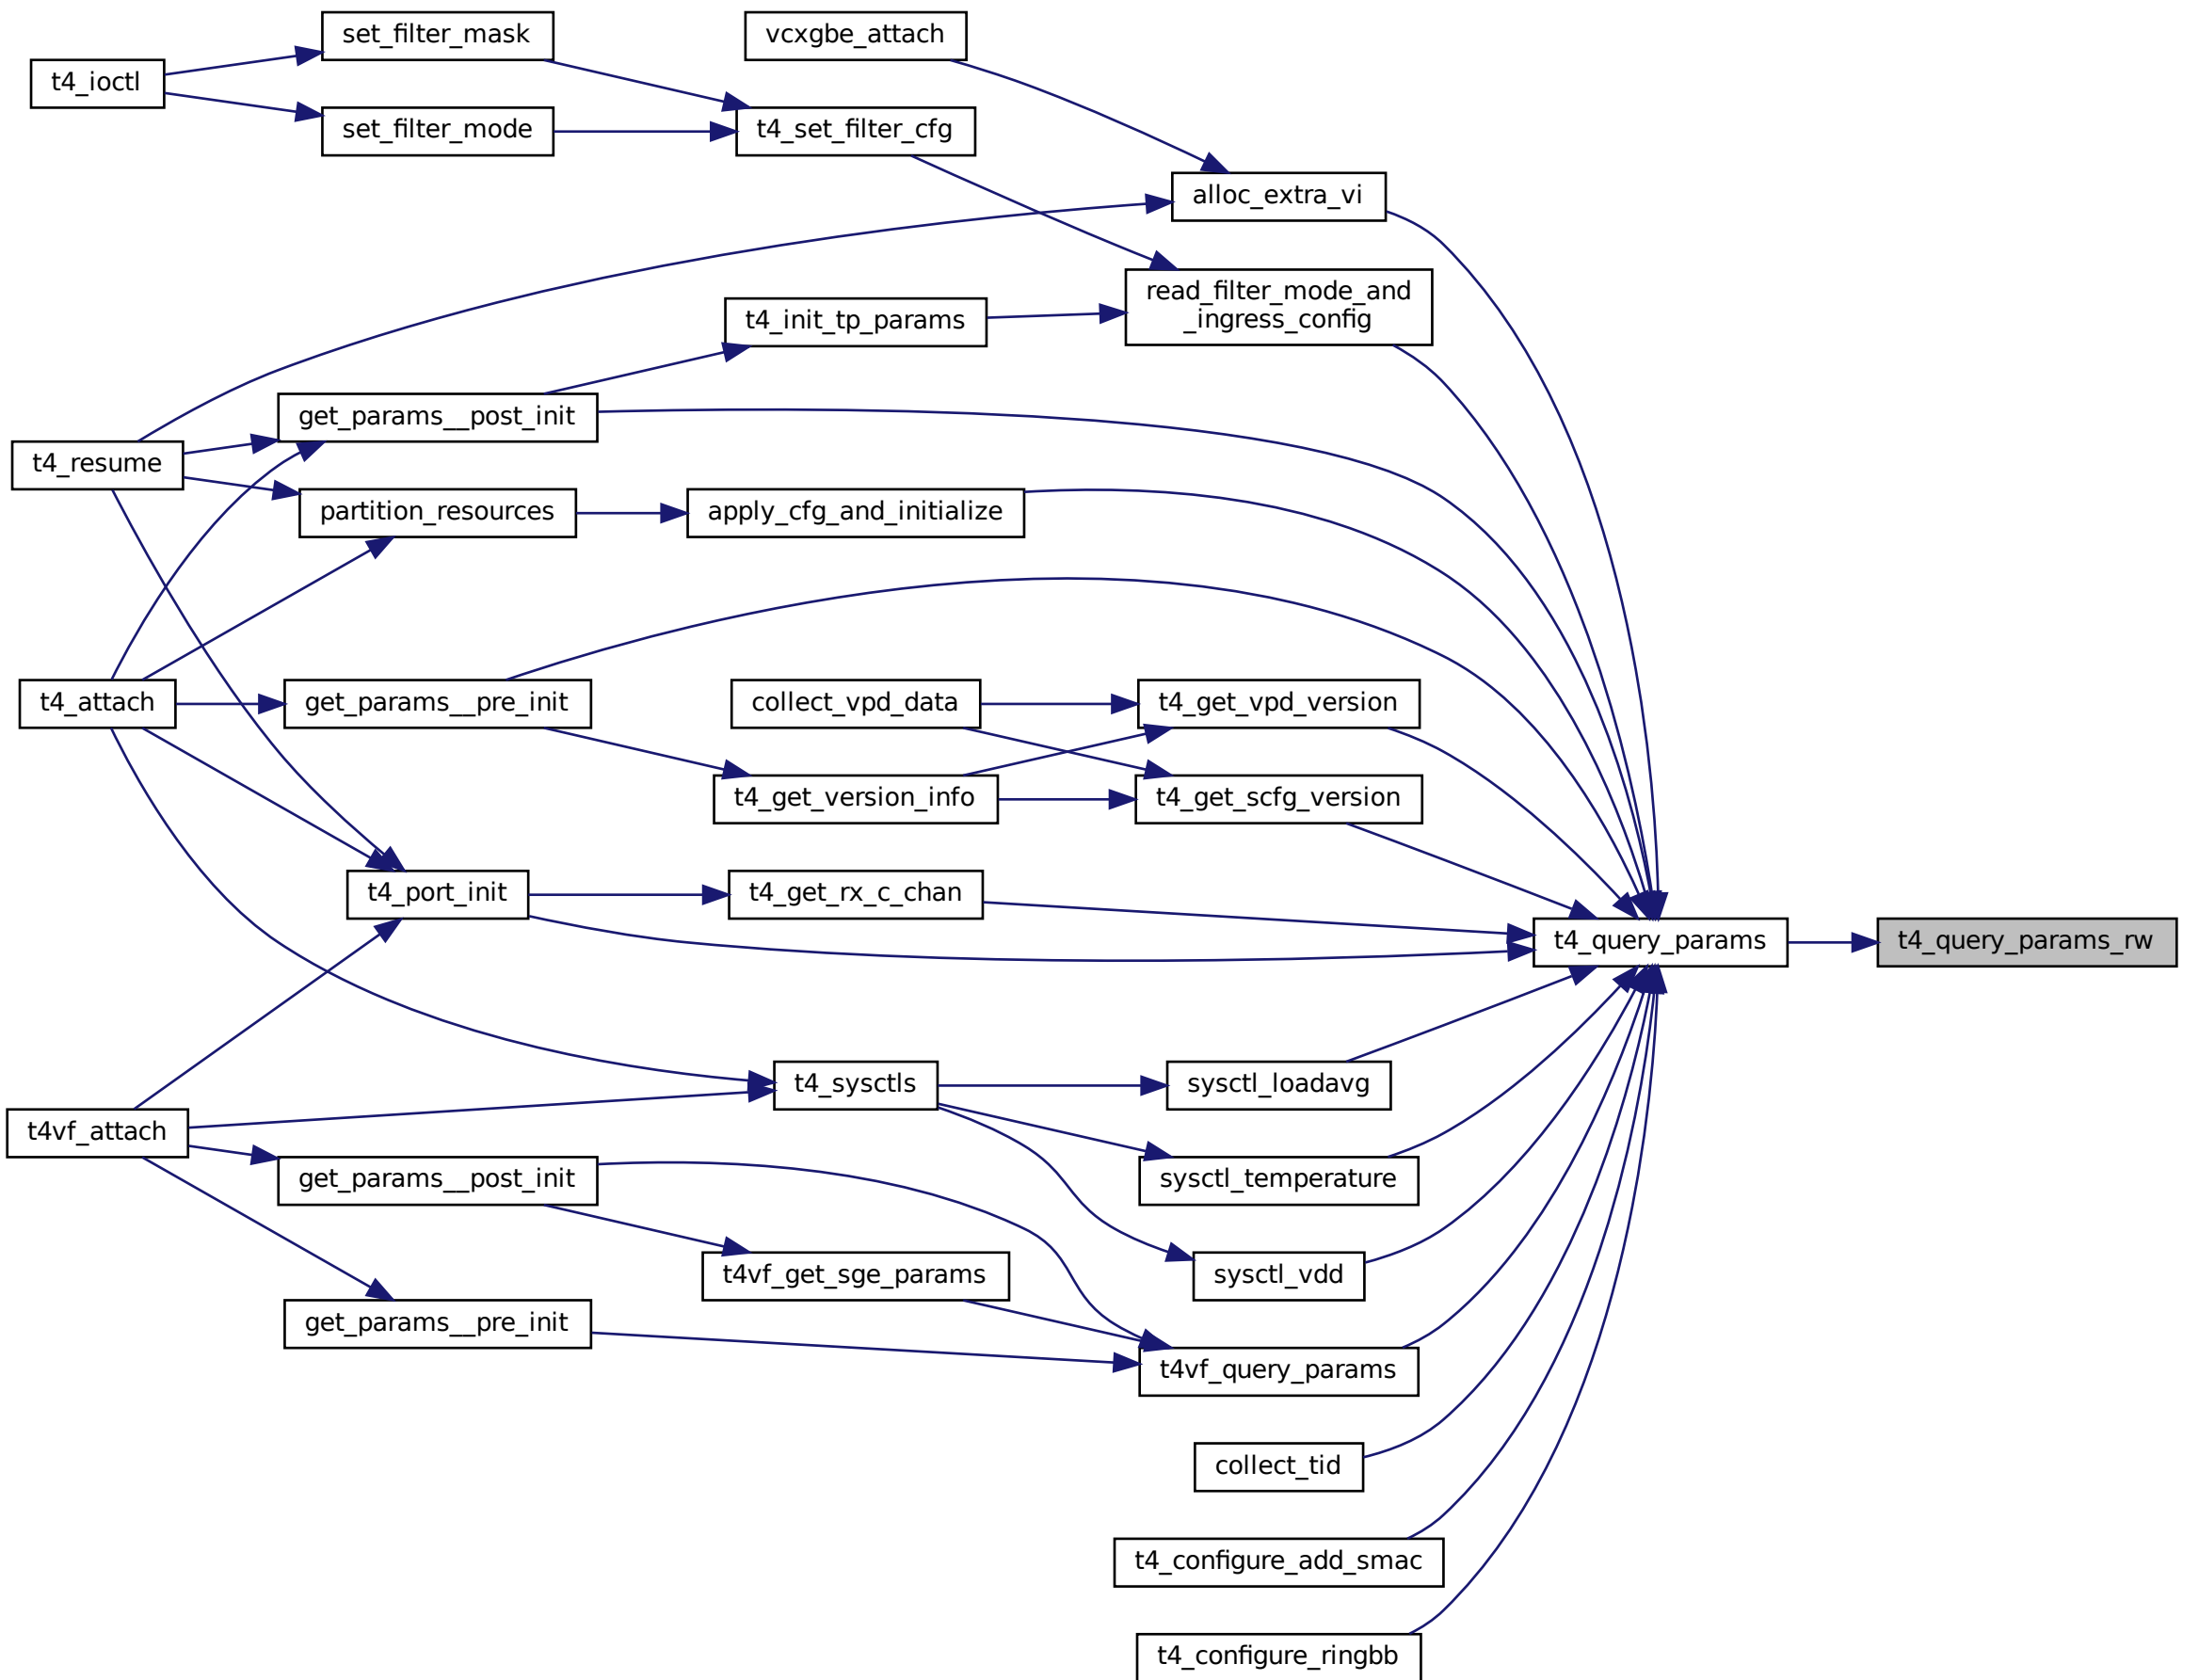 set_filter_mask
vcxgbe_attach
t4_ioctl
set_filter_mode
t4_set_filter_cfg
alloc_extra_vi
read_filter_mode_and
_ingress_config
t4_init_tp_params
get_params__post_init
t4_resume
partition_resources
apply_cfg_and_initialize
t4_attach
get_params__pre_init
collect_vpd_data
t4_get_vpd_version
t4_get_version_info
t4_get_scfg_version
t4_port_init
t4_get_rx_c_chan
t4_query_params
t4_query_params_rw
t4_sysctls
sysctl_loadavg
t4vf_attach
get_params__post_init
sysctl_temperature
t4vf_get_sge_params
sysctl_vdd
get_params__pre_init
t4vf_query_params
collect_tid
t4_configure_add_smac
t4_configure_ringbb